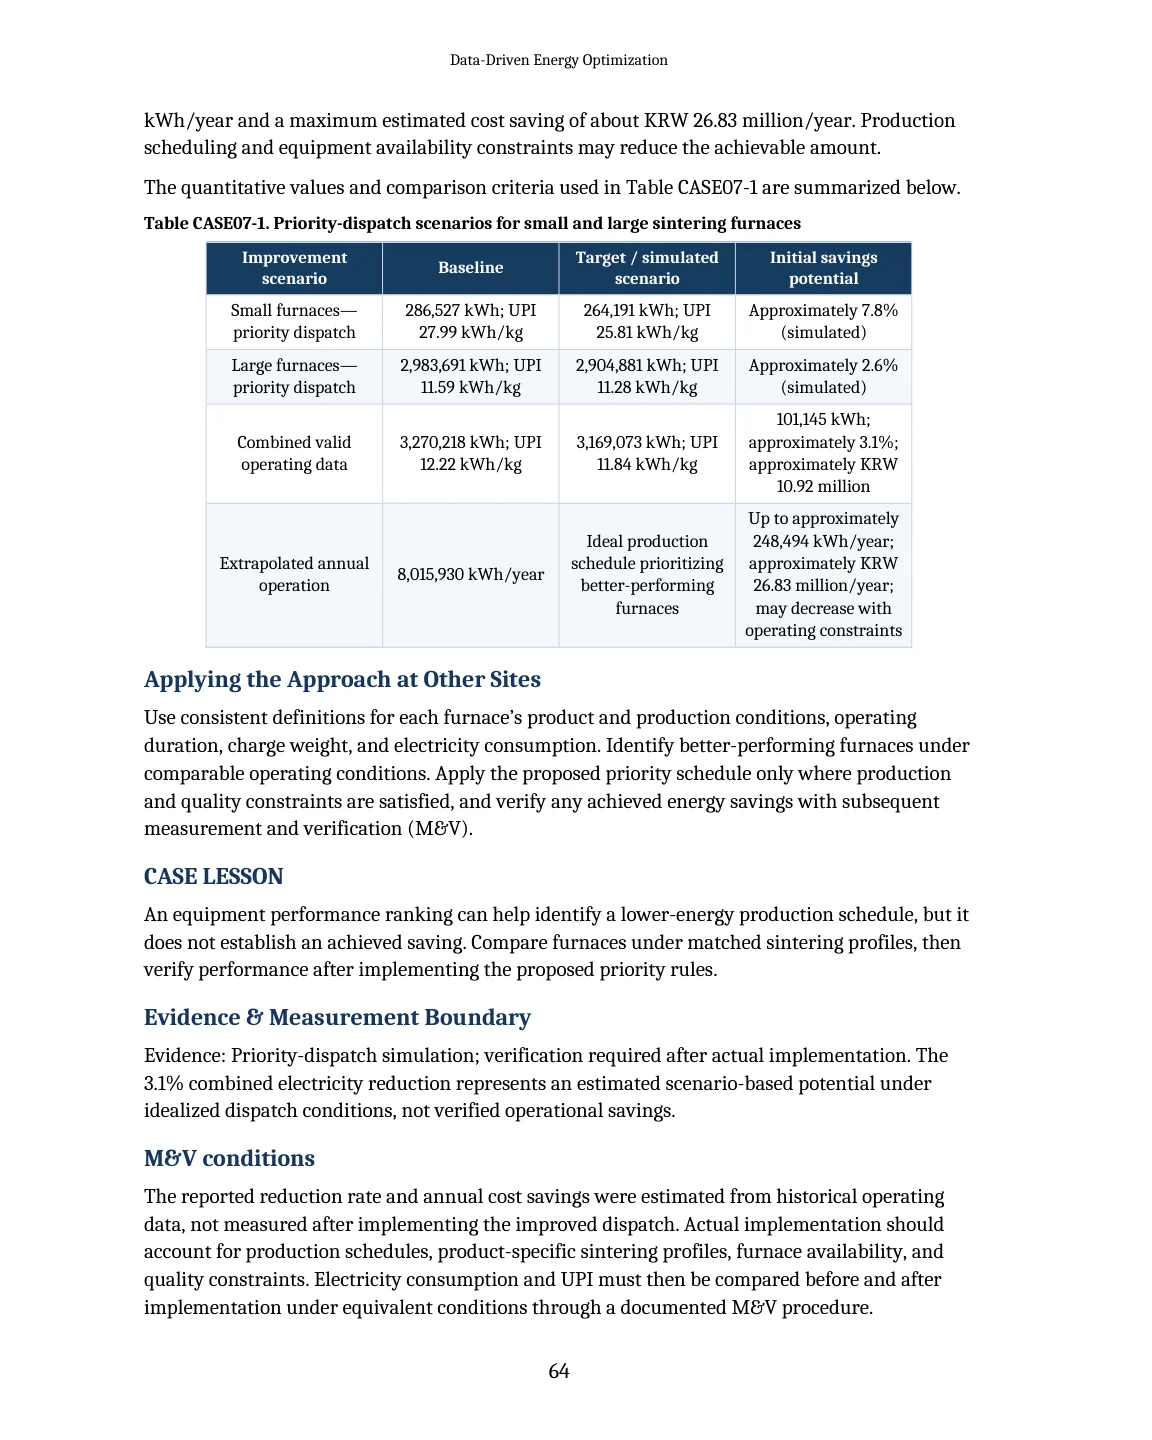 Data-Driven Energy Optimization
kWh/year and a maximum estimated cost saving of about KRW 26.83 million/year. Production
scheduling and equipment availability constraints may reduce the achievable amount.
The quantitative values and comparison criteria used in Table CASE07-1 are summarized below.
Table CASE07-1. Priority-dispatch scenarios for small and large sintering furnaces
Improvement
scenario
Baseline
Target / simulated
scenario
Initial savings
potential
Small furnaces—
priority dispatch
286,527 kWh; UPI
27.99 kWh/kg
264,191 kWh; UPI
25.81 kWh/kg
Approximately 7.8%
(simulated)
Large furnaces—
priority dispatch
2,983,691 kWh; UPI
11.59 kWh/kg
2,904,881 kWh; UPI
11.28 kWh/kg
Approximately 2.6%
(simulated)
Combined valid
operating data
3,270,218 kWh; UPI
12.22 kWh/kg
3,169,073 kWh; UPI
11.84 kWh/kg
101,145 kWh;
approximately 3.1%;
approximately KRW
10.92 million
Extrapolated annual
operation
8,015,930 kWh/year
Ideal production
schedule prioritizing
better-performing
furnaces
Up to approximately
248,494 kWh/year;
approximately KRW
26.83 million/year;
may decrease with
operating constraints
Applying the Approach at Other Sites
Use consistent definitions for each furnace’s product and production conditions, operating
duration, charge weight, and electricity consumption. Identify better-performing furnaces under
comparable operating conditions. Apply the proposed priority schedule only where production
and quality constraints are satisfied, and verify any achieved energy savings with subsequent
measurement and verification (M&V).
CASE LESSON
An equipment performance ranking can help identify a lower-energy production schedule, but it
does not establish an achieved saving. Compare furnaces under matched sintering profiles, then
verify performance after implementing the proposed priority rules.
Evidence & Measurement Boundary
Evidence: Priority-dispatch simulation; verification required after actual implementation. The
3.1% combined electricity reduction represents an estimated scenario-based potential under
idealized dispatch conditions, not verified operational savings.
M&V conditions
The reported reduction rate and annual cost savings were estimated from historical operating
data, not measured after implementing the improved dispatch. Actual implementation should
account for production schedules, product-specific sintering profiles, furnace availability, and
quality constraints. Electricity consumption and UPI must then be compared before and after
implementation under equivalent conditions through a documented M&V procedure.
64